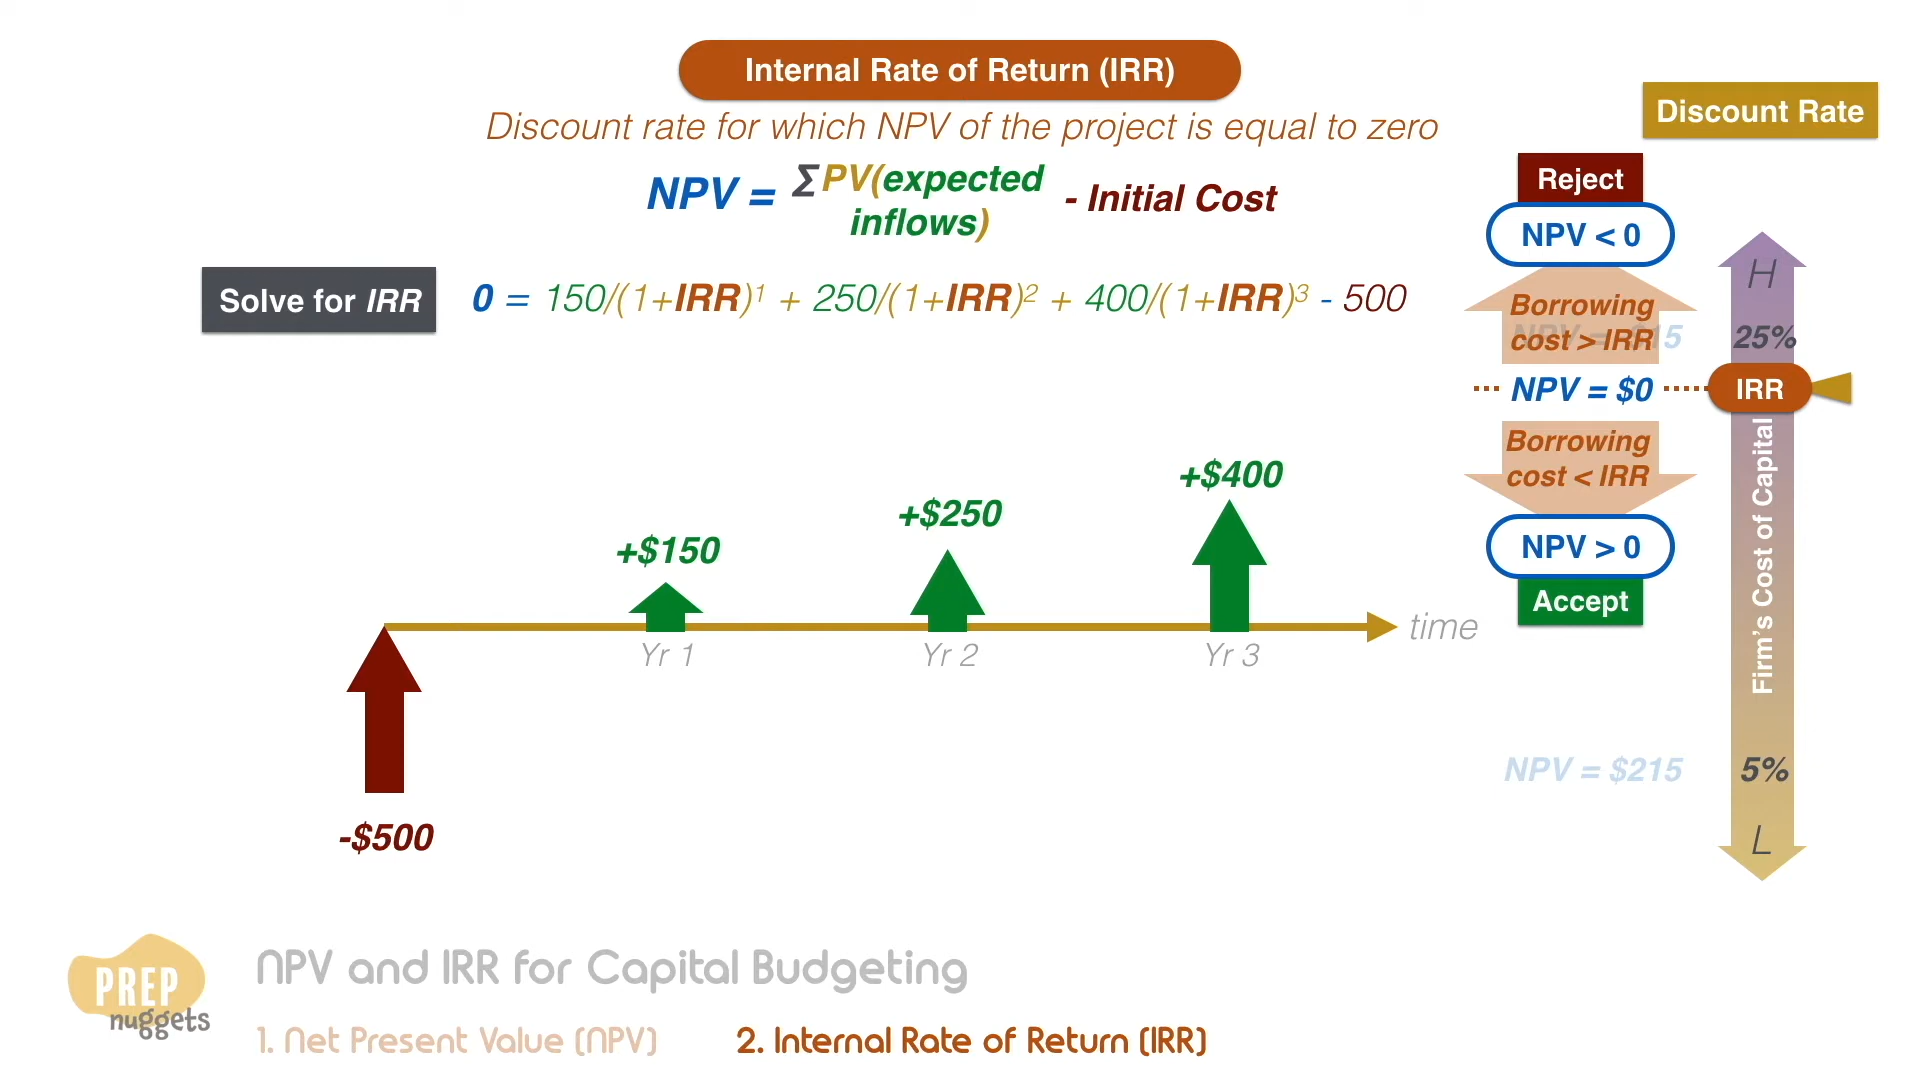 Internal Rate of Return (IRR)
Discount rate for which NPV of the project is equal to zero
NPV = ∑PV(expected inflows) - Initial Cost
Solve for IRR
0 = 150/(1+IRR)¹ + 250/(1+IRR)² + 400/(1+IRR)³ - 500
-$500
+$150
+$250
+$400
Yr 1
Yr 2
Yr 3
time
Discount Rate
Reject
NPV < 0
Borrowing
cost > IRR
NPV = $0
Borrowing
cost < IRR
NPV > 0
Accept
NPV = $215
H
25%
IRR
Firm's Cost of Capital
5%
L
PREP
nuggets
NPV and IRR for Capital Budgeting
1. Net Present Value (NPV)
2. Internal Rate of Return (IRR)